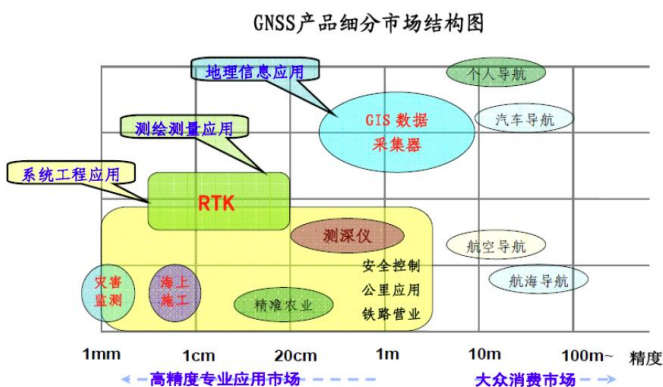 GNSS产品细分市场结构图
地理信息应用
个人导航
GIS 数据
采集器
汽车导航
测绘测量应用
系统工程应用
RTK
测深仪
航空导航
安全控制
灾害
监测
海上
施工
精准农业
公里应用
铁路营业
航海导航
1mm 1cm 20cm 1m 10m 100m~ 精度
高精度专业应用市场 大众消费市场